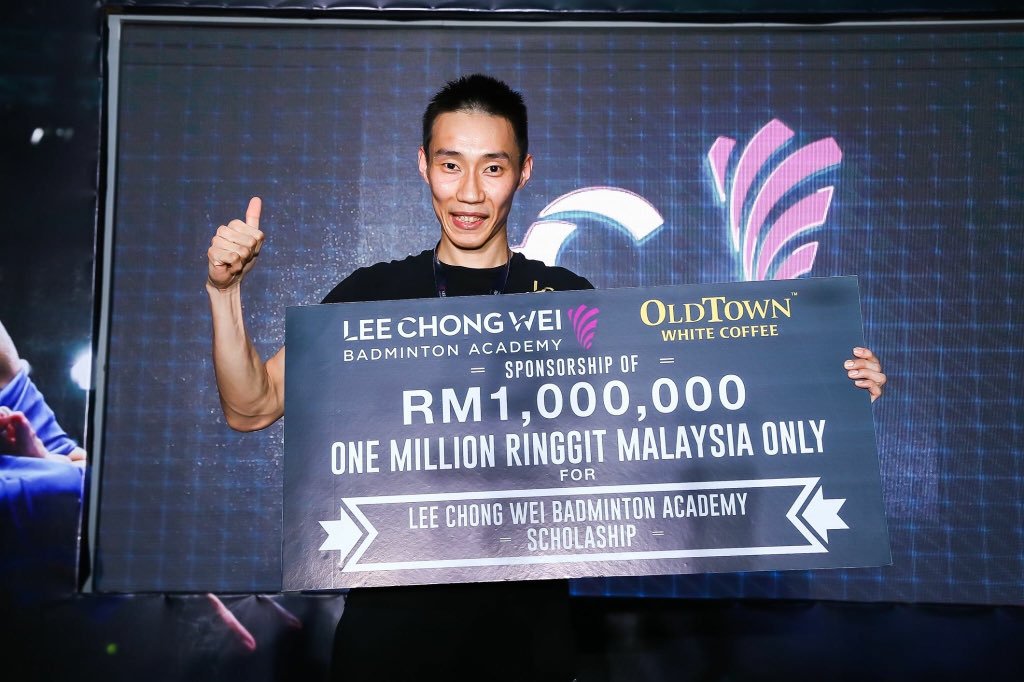 LEE CHONG WEI
BADMINTON ACADEMY
OLDTOWN™
WHITE COFFEE
= SPONSORSHIP OF =
RM1,000,000
ONE MILLION RINGGIT MALAYSIA ONLY
FOR
LEE CHONG WEI BADMINTON ACADEMY
= SCHOLASHIP =